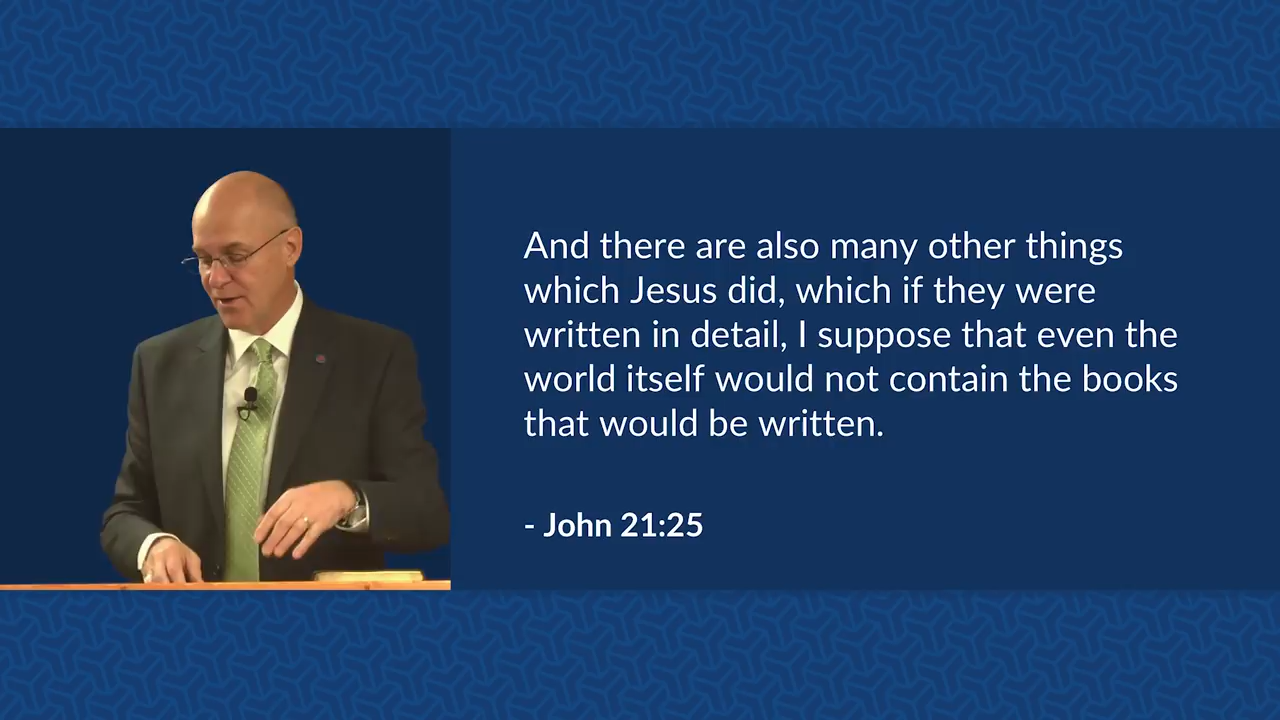 And there are also many other things
which Jesus did, which if they were
written in detail, I suppose that even the
world itself would not contain the books
that would be written.
- John 21:25